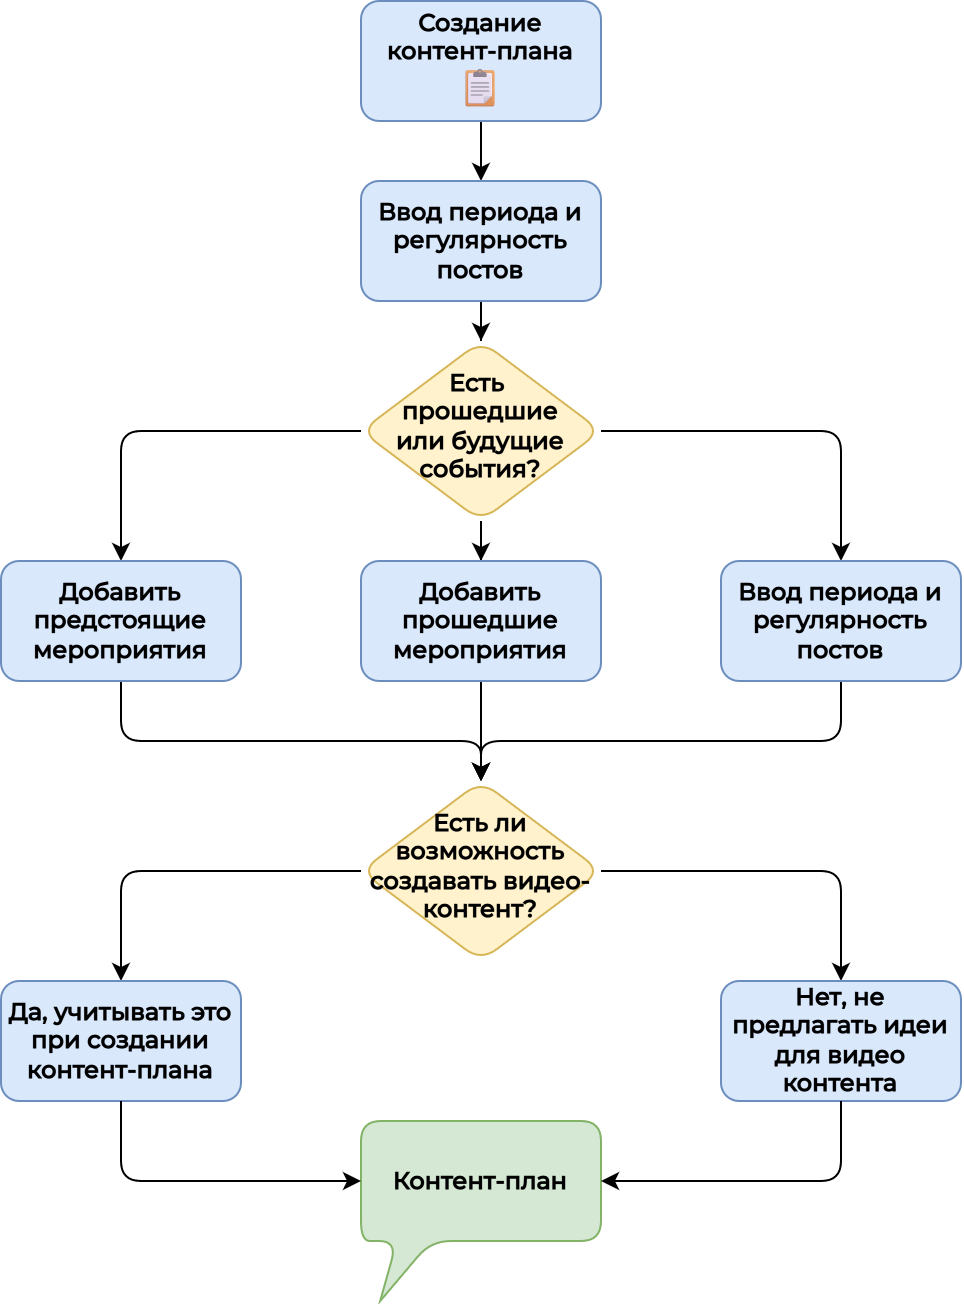 Создание
контент-плана
Ввод периода и
регулярность
постов
Есть
прошедшие
или будущие
события?
Добавить
предстоящие
мероприятия
Добавить
прошедшие
мероприятия
Ввод периода и
регулярность
постов
Есть ли
возможность
создавать видео-
контент?
Да, учитывать это
при создании
контент-плана
Нет, не
предлагать идеи
для видео
контента
Контент-план